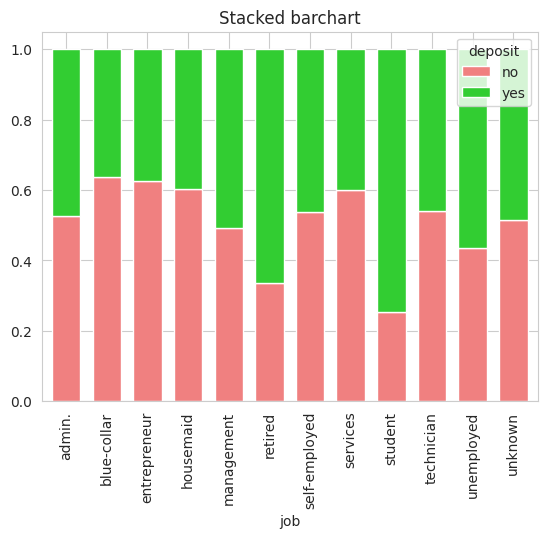 Stacked barchart
deposit
no
yes
1.0
0.8
0.6
0.4
0.2
0.0
admin.
blue-collar
entrepreneur
housemaid
management
retired
self-employed
services
student
technician
unemployed
unknown
job